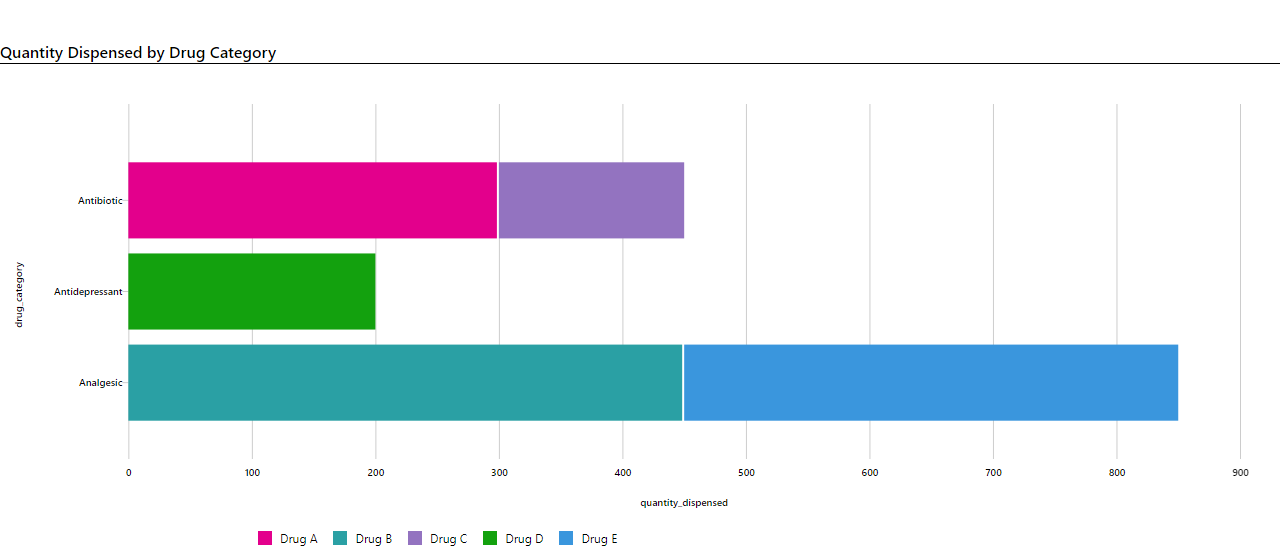 Quantity Dispensed by Drug Category
drug_category
Antibiotic
Antidepressant
Analgesic
0 100 200 300 400 500 600 700 800 900
quantity_dispensed
Drug A Drug B Drug C Drug D Drug E